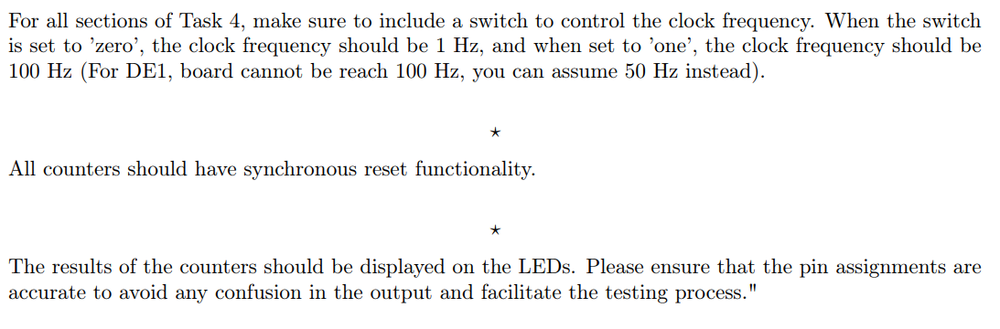 For all sections of Task 4, make sure to include a switch to control the clock frequency. When the switch
is set to ’zero’, the clock frequency should be 1 Hz, and when set to ’one’, the clock frequency should be
100 Hz (For DE1, board cannot be reach 100 Hz, you can assume 50 Hz instead).
⋆
All counters should have synchronous reset functionality.
⋆
The results of the counters should be displayed on the LEDs. Please ensure that the pin assignments are
accurate to avoid any confusion in the output and facilitate the testing process."